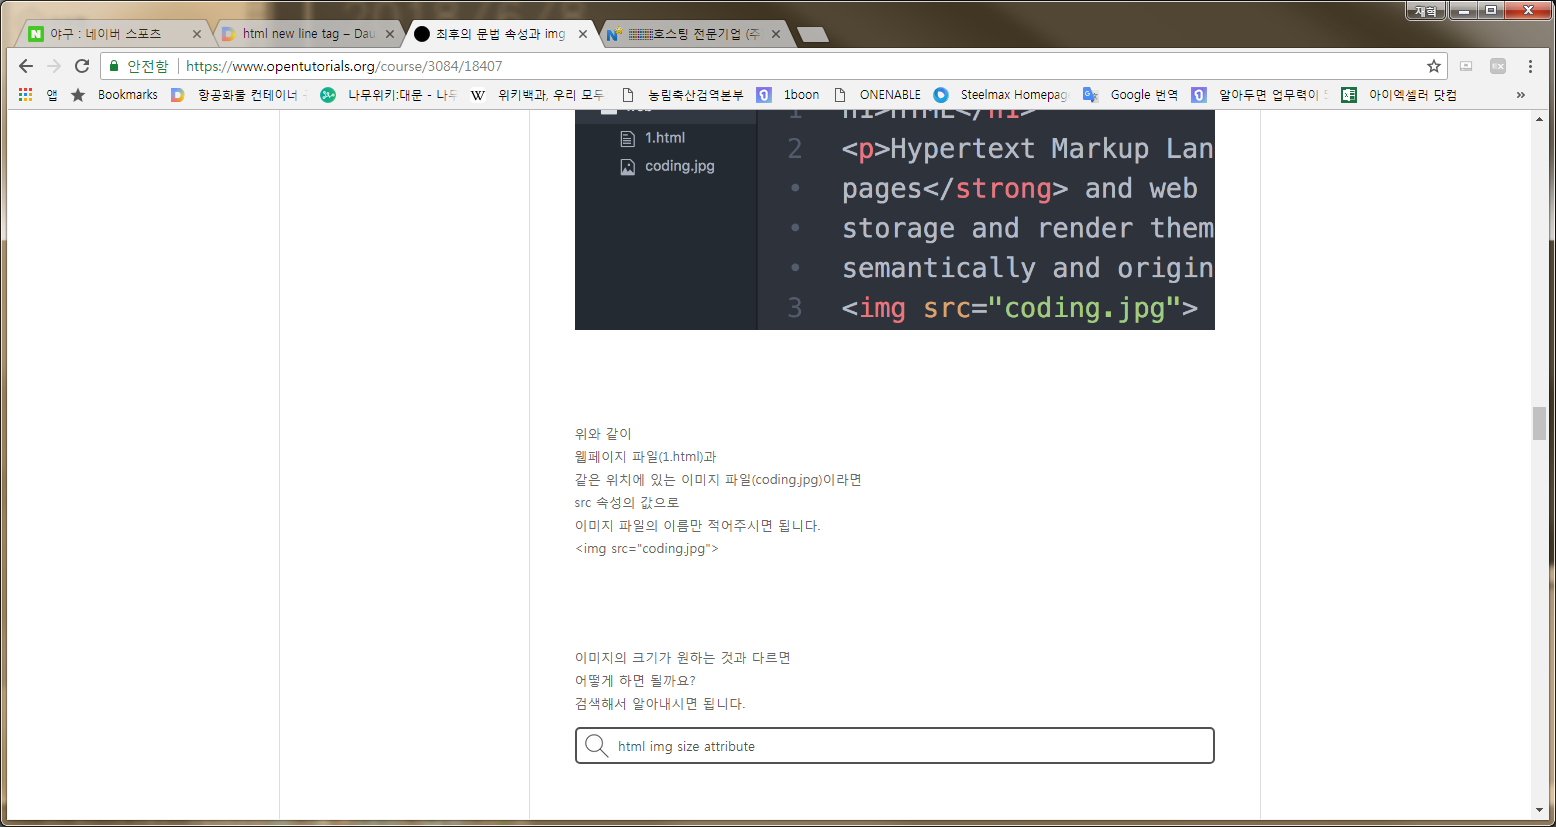 재혁
야구 : 네이버 스포츠
html new line tag – Dau
최후의 문법 속성과 img
호스팅 전문기업 (주
안전함
https://www.opentutorials.org/course/3084/18407
앱
Bookmarks
항공화물 컨테이너 -
나무위키:대문 - 나무
위키백과, 우리 모두
농림축산검역본부
1boon
ONENABLE
Steelmax Homepag
Google 번역
알아두면 업무력이
아이엑셀러 닷컴
»
1.html
coding.jpg
1 h1>HTML</h1>
2 <p>Hypertext Markup Lan
pages</strong> and web
storage and render them
semantically and origin
3 <img src="coding.jpg">
위와 같이
웹페이지 파일(1.html)과
같은 위치에 있는 이미지 파일(coding.jpg)이라면
src 속성의 값으로
이미지 파일의 이름만 적어주시면 됩니다.
<img src="coding.jpg">
이미지의 크기가 원하는 것과 다르면
어떻게 하면 될까요?
검색해서 알아내시면 됩니다.
html img size attribute